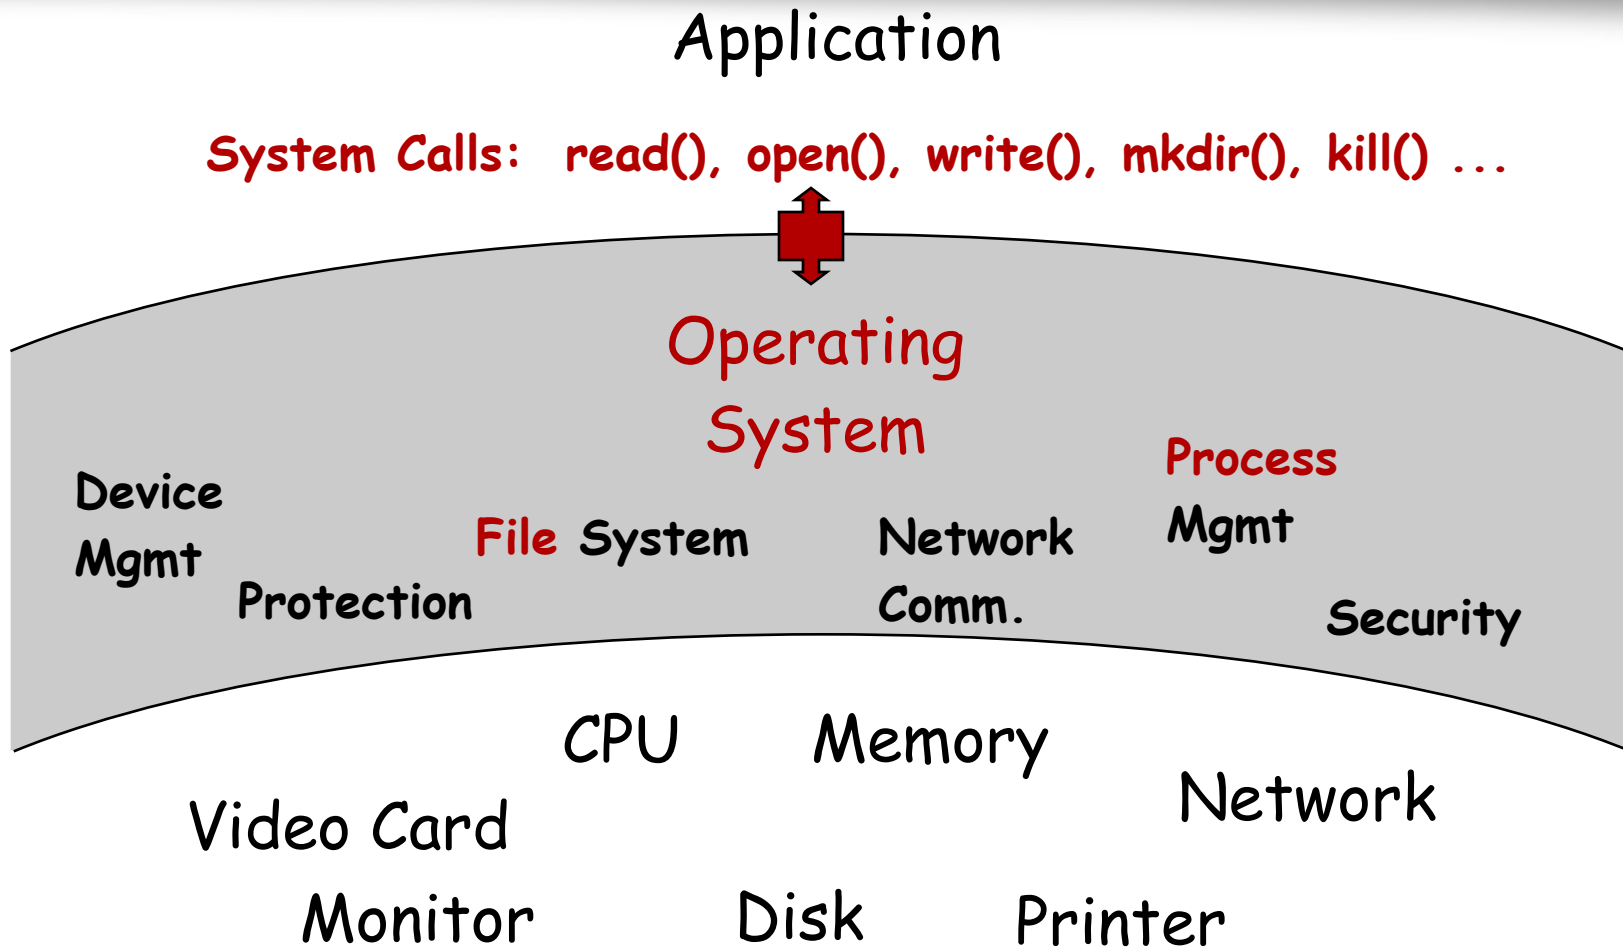 Application
System Calls: read(), open(), write(), mkdir(), kill() ...
Operating
System
Device
Mgmt
Protection
File System
Network
Comm.
Process
Mgmt
Security
CPU
Memory
Video Card
Network
Monitor
Disk
Printer